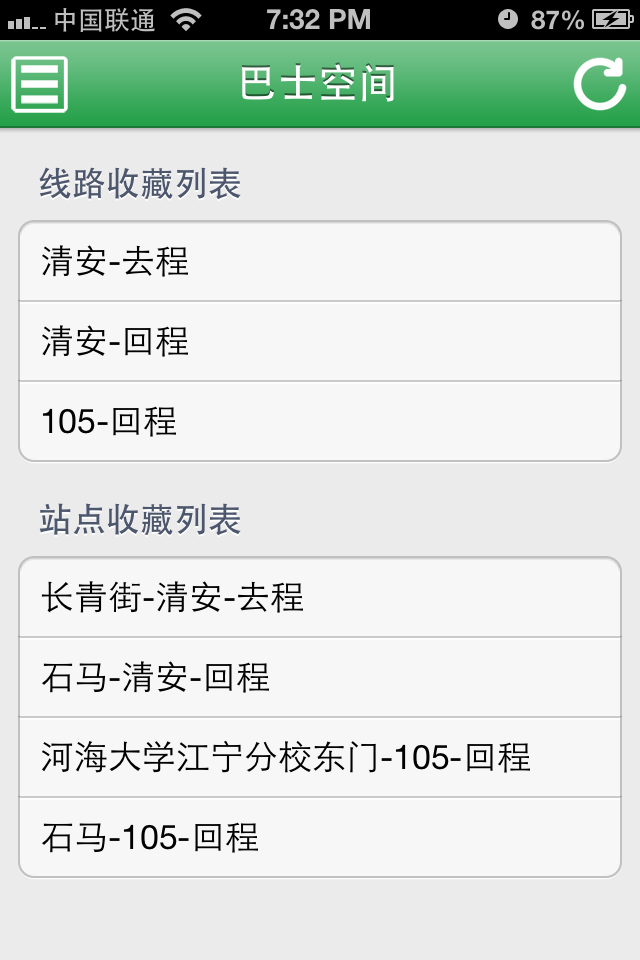 中国联通 7:32 PM 87%
巴士空间
线路收藏列表
清安-去程
清安-回程
105-回程
站点收藏列表
长青街-清安-去程
石马-清安-回程
河海大学江宁分校东门-105-回程
石马-105-回程